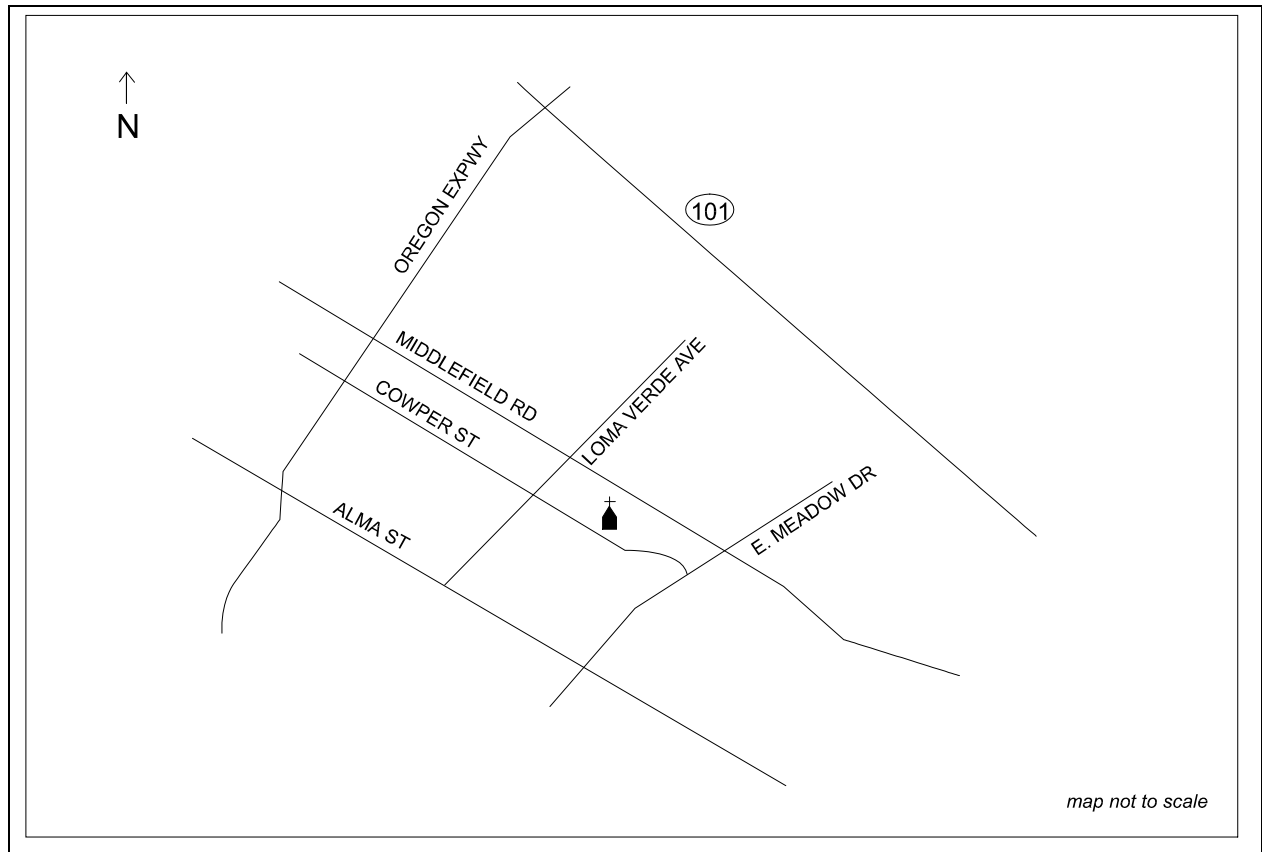 N
OREGON EXPWY
101
MIDDLEFIELD RD
LOMA VERDE AVE
COWPER ST
E. MEADOW DR
ALMA ST
map not to scale